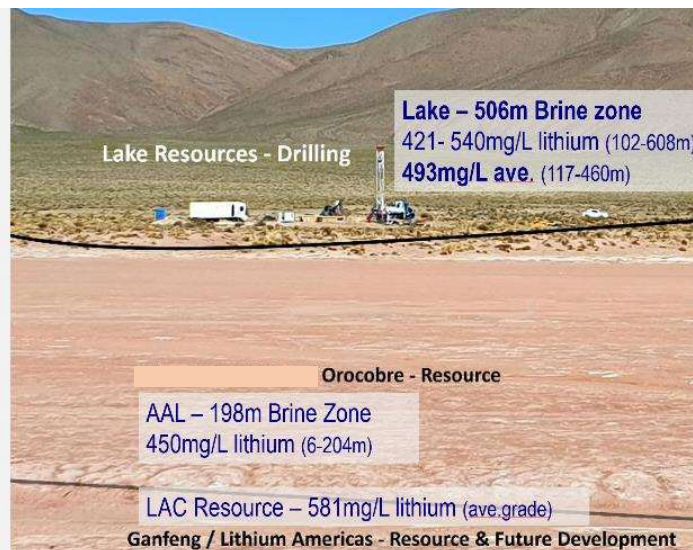 Lake – 506m Brine zone
421- 540mg/L lithium (102-608m)
493mg/L ave. (117-460m)
Lake Resources - Drilling
Orocobre - Resource
AAL – 198m Brine Zone
450mg/L lithium (6-204m)
LAC Resource – 581mg/L lithium (ave.grade)
Ganfeng / Lithium Americas - Resource & Future Development